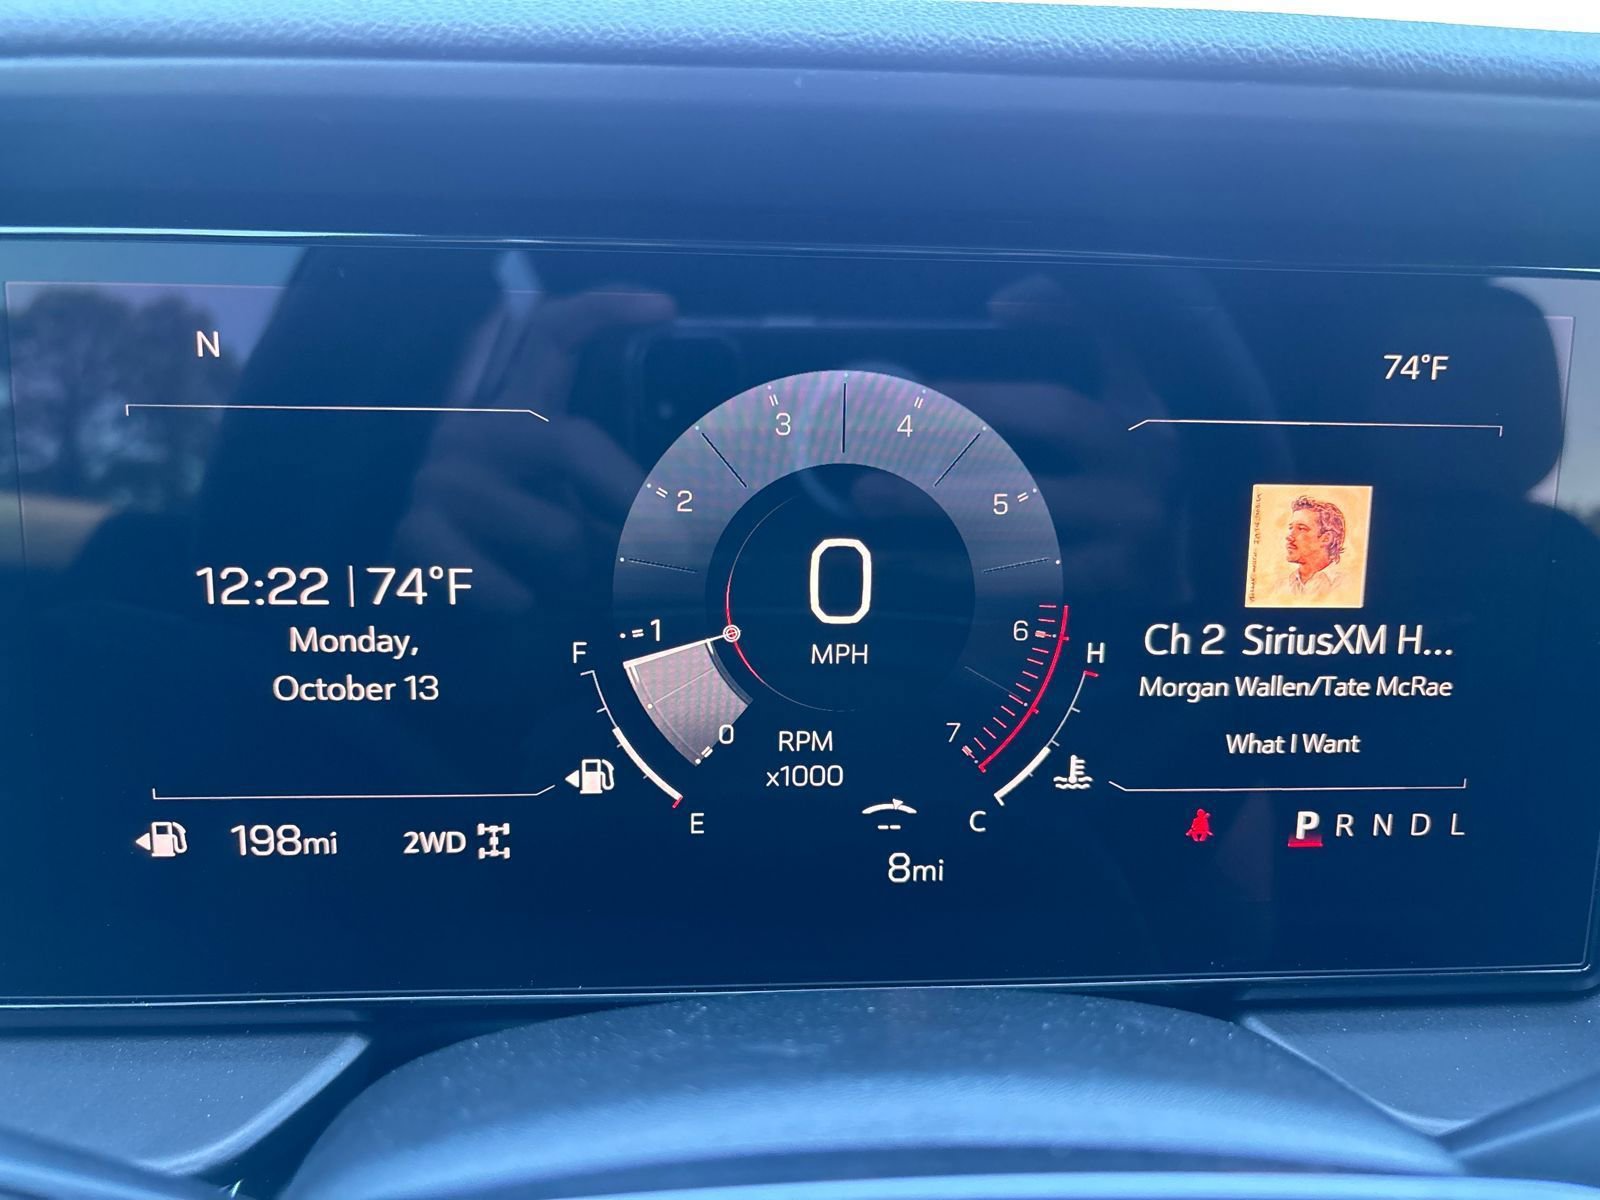 N
74°F
12:22 | 74°F
Monday,
October 13
198mi
2WD
F
E
0
1
2
3
4
5
6
7
0
MPH
RPM
x1000
H
C
--
8mi
Ch 2 SiriusXM H...
Morgan Wallen/Tate McRae
What I Want
P R N D L